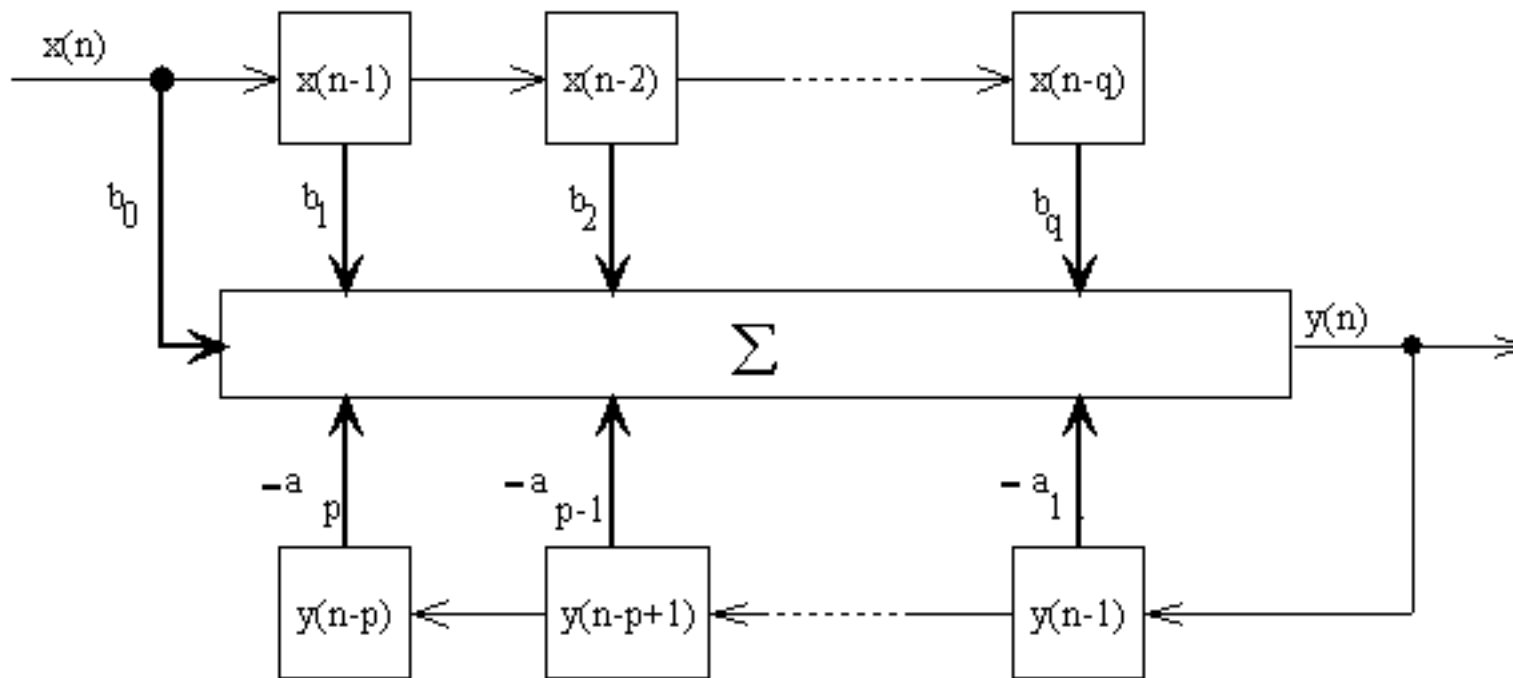 x(n)
x(n-1) x(n-2) x(n-q)
b0 b1 b2 bq
Σ
y(n)
-a p -a p-1 -a 1
y(n-p) y(n-p+1) y(n-1)